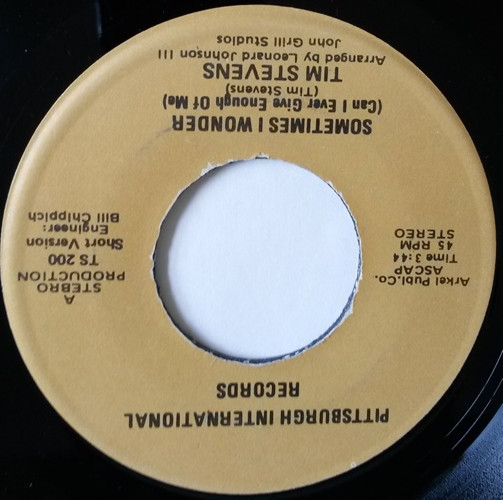 PITTSBURGH INTERNATIONAL
RECORDS
Arkel Publ.Co.
ASCAP
Time 3:44
45 RPM
STEREO
A
STEBRO
PRODUCTION
TS 200
Short Version
Engineer:
Bill Chippich
SOMETIMES I WONDER
(Can I Ever Give Enough Of Me)
(Tim Stevens)
TIM STEVENS
Arranged by Leonard Johnson III
John Grill Studios